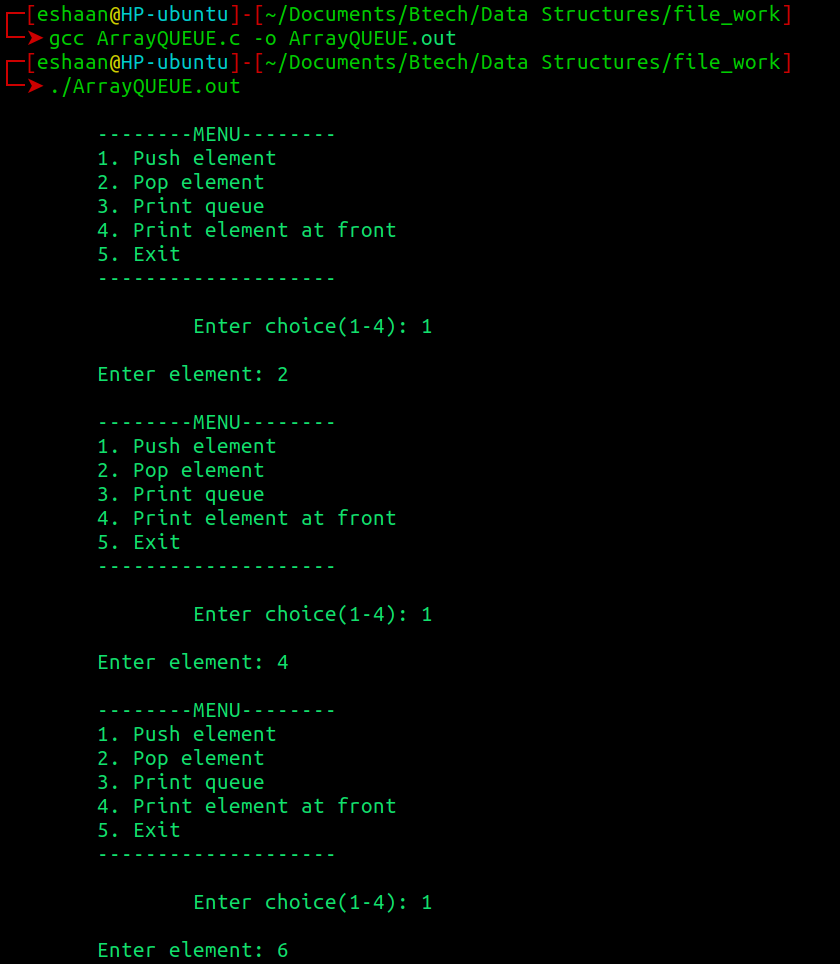 [eshaan@HP-ubuntu]-[~/Documents/Btech/Data Structures/file_work]
gcc ArrayQUEUE.c -o ArrayQUEUE.out
[eshaan@HP-ubuntu]-[~/Documents/Btech/Data Structures/file_work]
./ArrayQUEUE.out
--------MENU--------
1. Push element
2. Pop element
3. Print queue
4. Print element at front
5. Exit
--------------------
Enter choice(1-4): 1
Enter element: 2
--------MENU--------
1. Push element
2. Pop element
3. Print queue
4. Print element at front
5. Exit
--------------------
Enter choice(1-4): 1
Enter element: 4
--------MENU--------
1. Push element
2. Pop element
3. Print queue
4. Print element at front
5. Exit
--------------------
Enter choice(1-4): 1
Enter element: 6